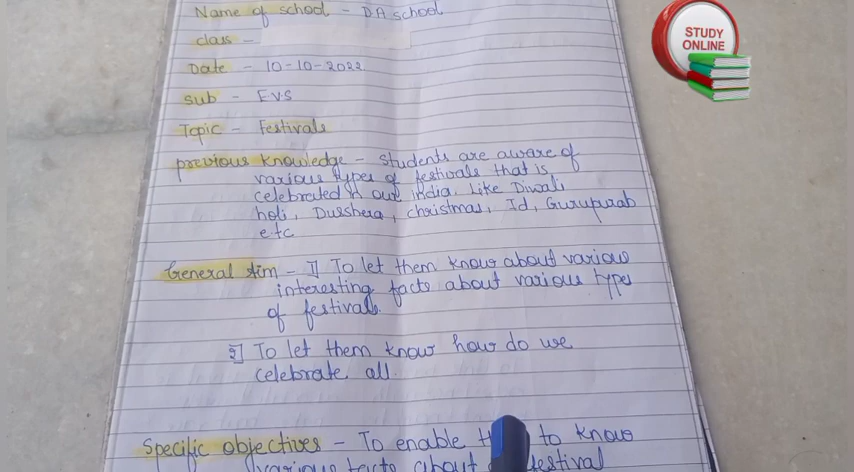 Name of school - D.A school
class -
Date - 10-10-2022
Sub - E.V.S
Topic - Festivals
previous knowledge - students are aware of
various types of festivals that is
celebrated in our india. Like Diwali
holi, Dusshera, christmas, Id, Gurupurab
etc
General Aim - 1] To let them know about various
interesting facts about various types
of festivals.
2] To let them know how do we
celebrate all.
Specific objectives - To enable to know
various facts about festival
STUDY
ONLINE